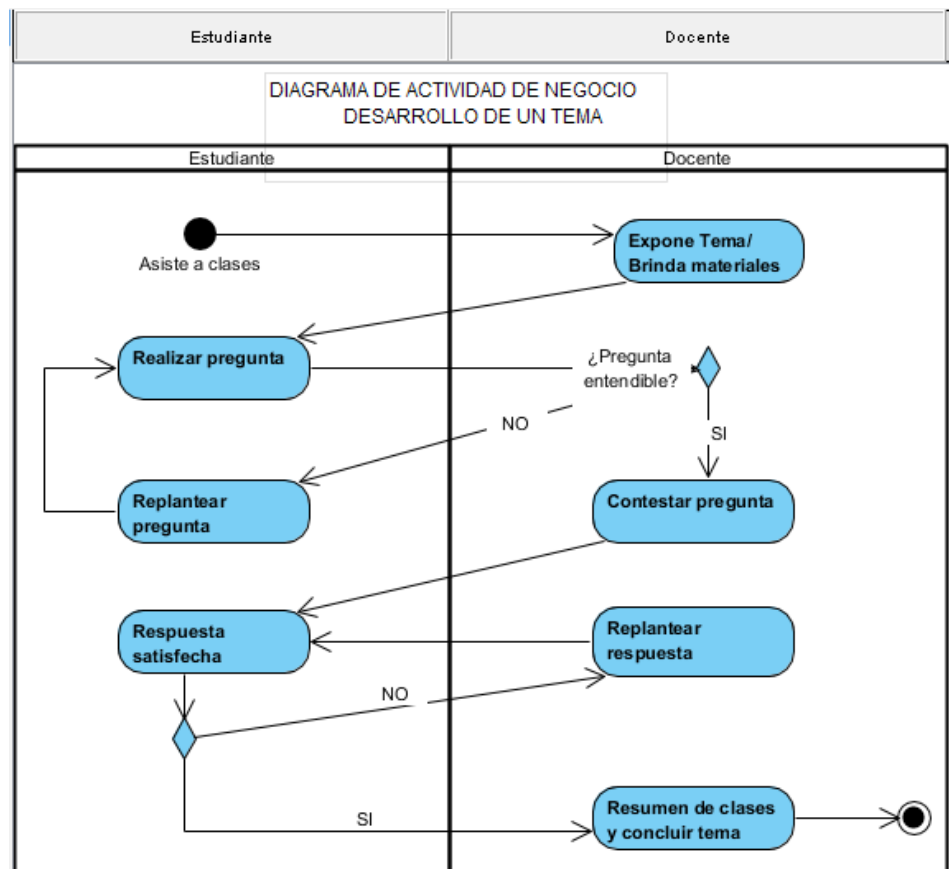 Estudiante
Docente
DIAGRAMA DE ACTIVIDAD DE NEGOCIO
DESARROLLO DE UN TEMA
Estudiante
Docente
Asiste a clases
Expone Tema/
Brinda materiales
Realizar pregunta
¿Pregunta
entendible?
NO
SI
Replantear
pregunta
Contestar pregunta
Respuesta
satisfecha
Replantear
respuesta
NO
SI
Resumen de clases
y concluir tema